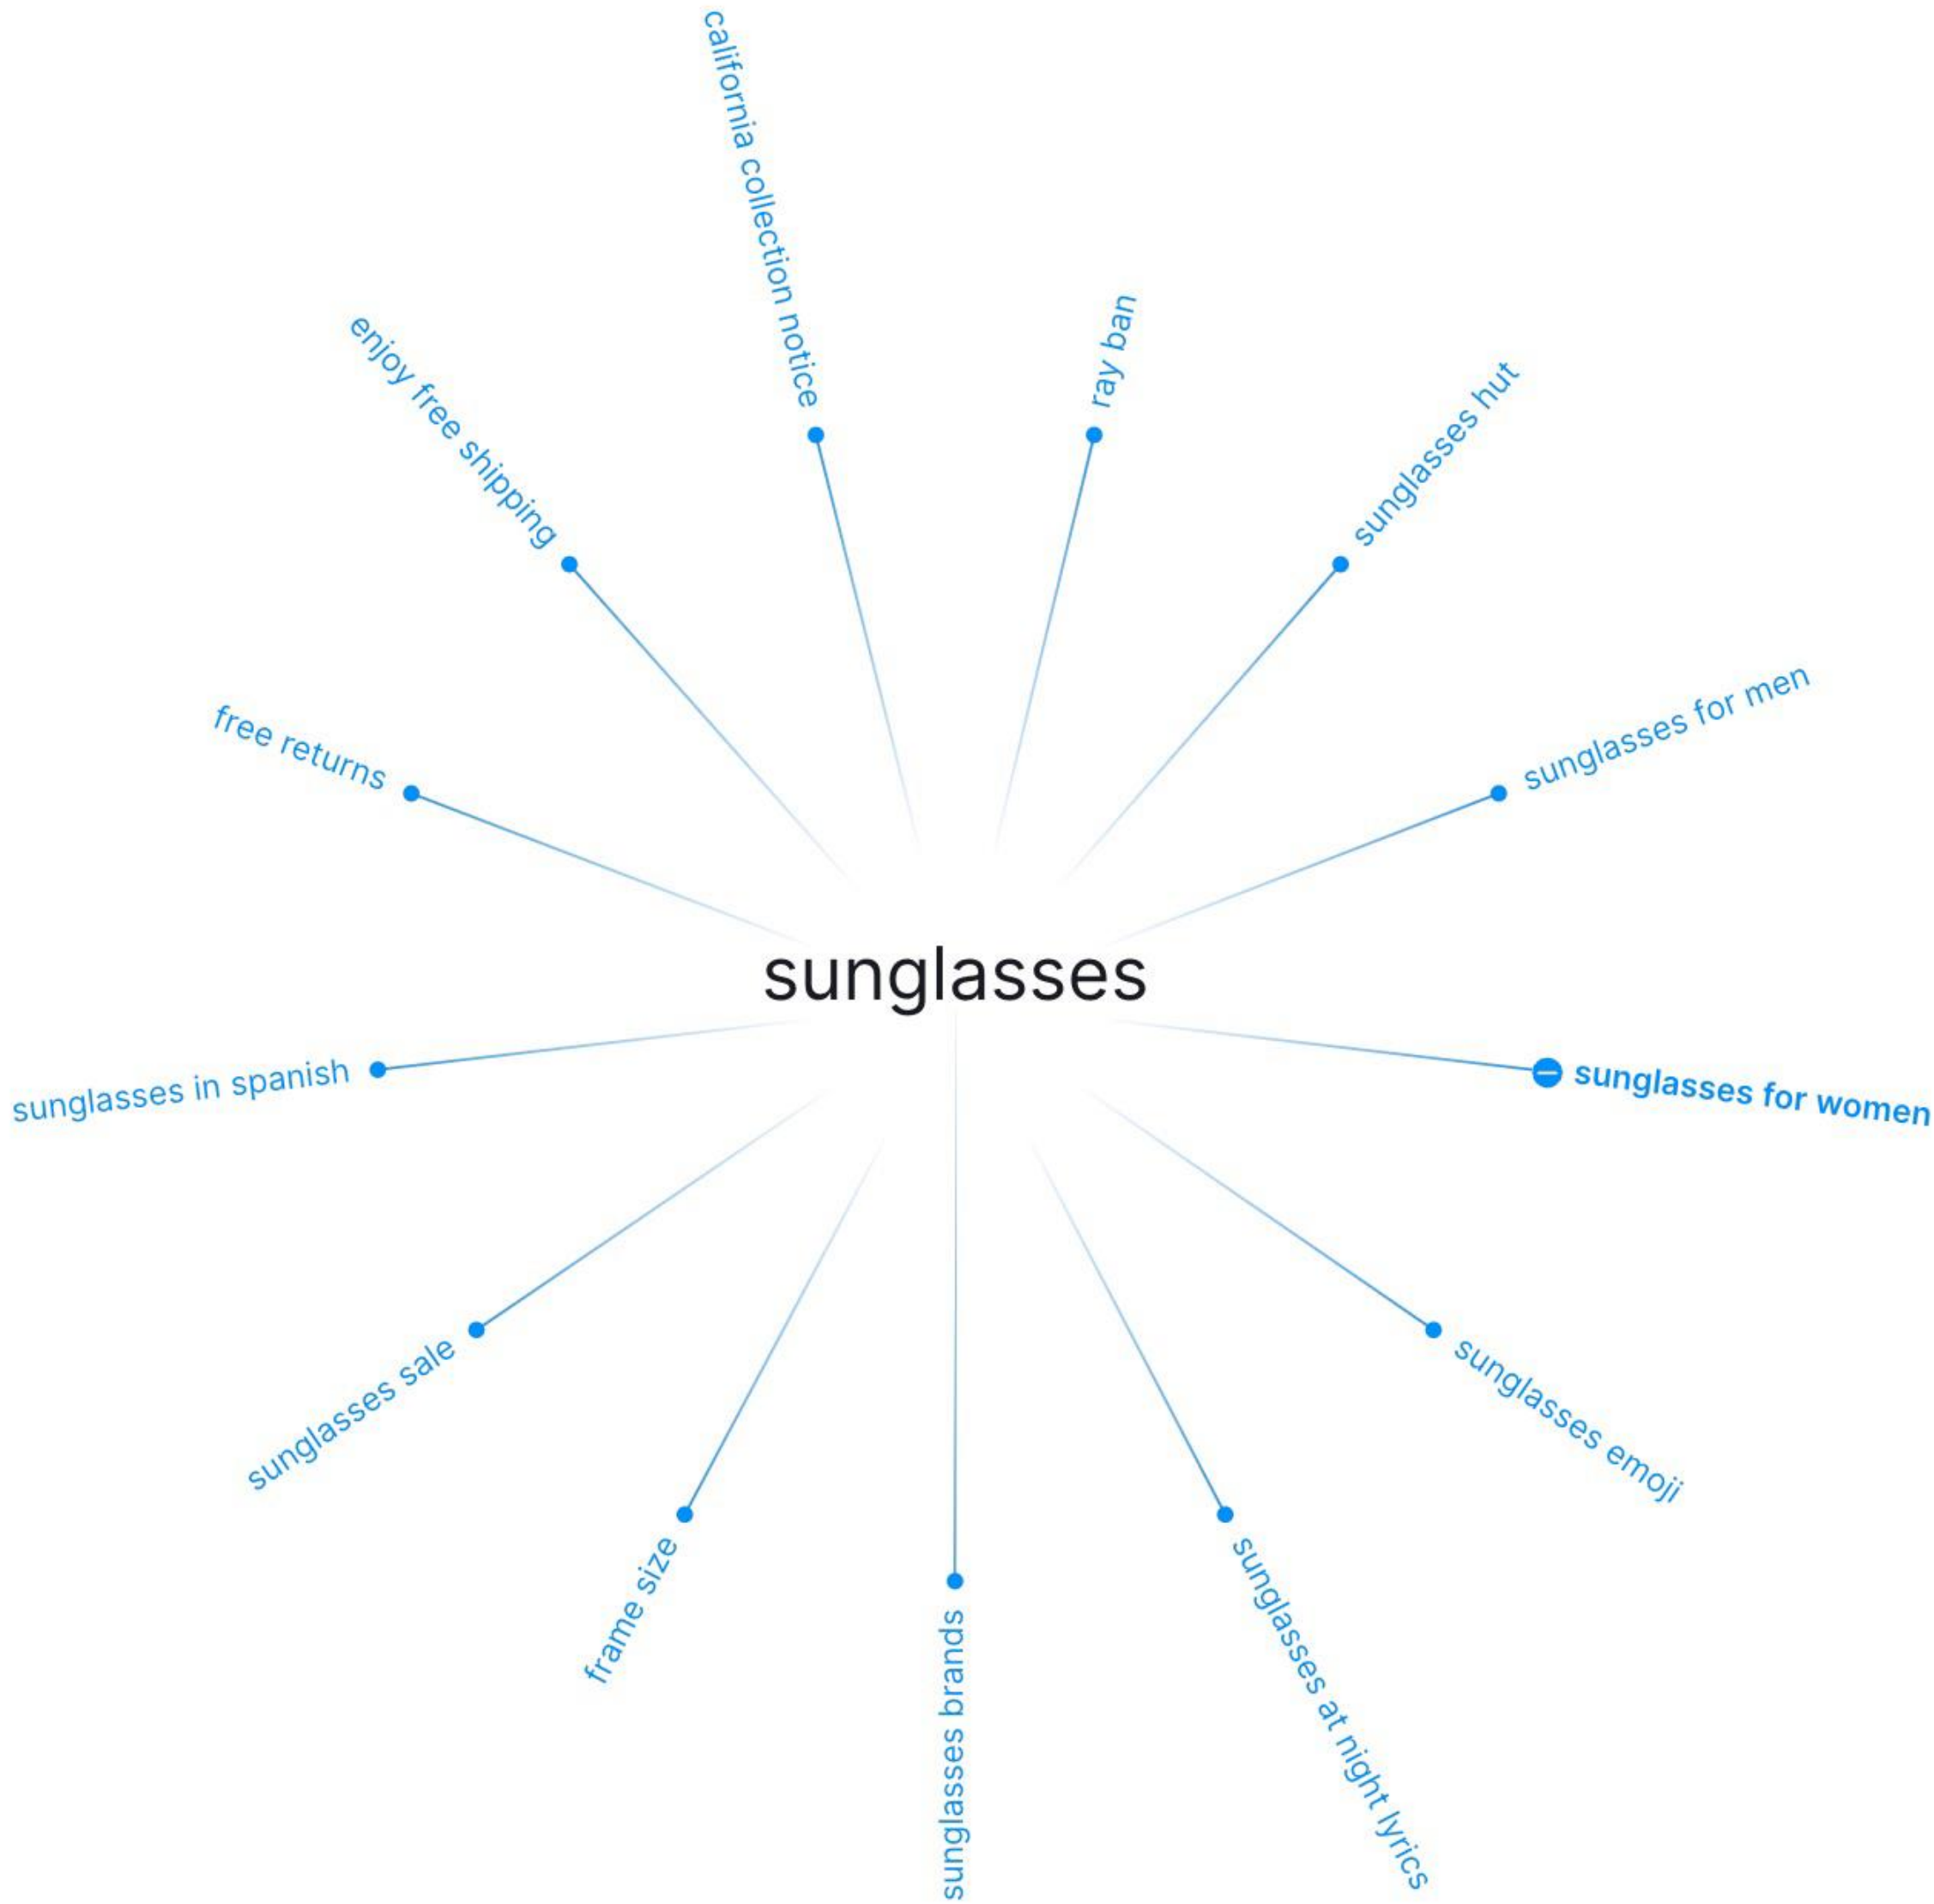 california collection notice
ray ban
enjoy free shipping
sunglasses hut
free returns
sunglasses for men
sunglasses
sunglasses in spanish
sunglasses for women
sunglasses sale
sunglasses emoji
frame size
sunglasses brands
sunglasses at night lyrics